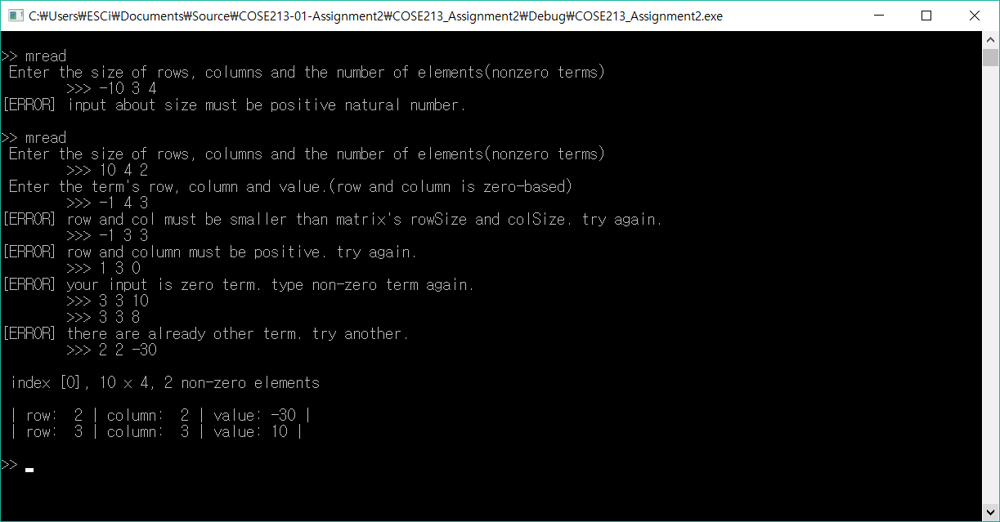 C:₩Users₩ESCi₩Documents₩Source₩COSE213-01-Assignment2₩COSE213_Assignment2₩Debug₩COSE213_Assignment2.exe
>> mread
Enter the size of rows, columns and the number of elements(nonzero terms)
>>> -10 3 4
[ERROR] input about size must be positive natural number.
>> mread
Enter the size of rows, columns and the number of elements(nonzero terms)
>>> 10 4 2
Enter the term's row, column and value.(row and column is zero-based)
>>> -1 4 3
[ERROR] row and col must be smaller than matrix's rowSize and colSize. try again.
>>> -1 3 3
[ERROR] row and column must be positive. try again.
>>> 1 3 0
[ERROR] your input is zero term. type non-zero term again.
>>> 3 3 10
>>> 3 3 8
[ERROR] there are already other term. try another.
>>> 2 2 -30
index [0], 10 x 4, 2 non-zero elements
| row:  2 | column:  2 | value: -30 |
| row:  3 | column:  3 | value: 10 |
>>